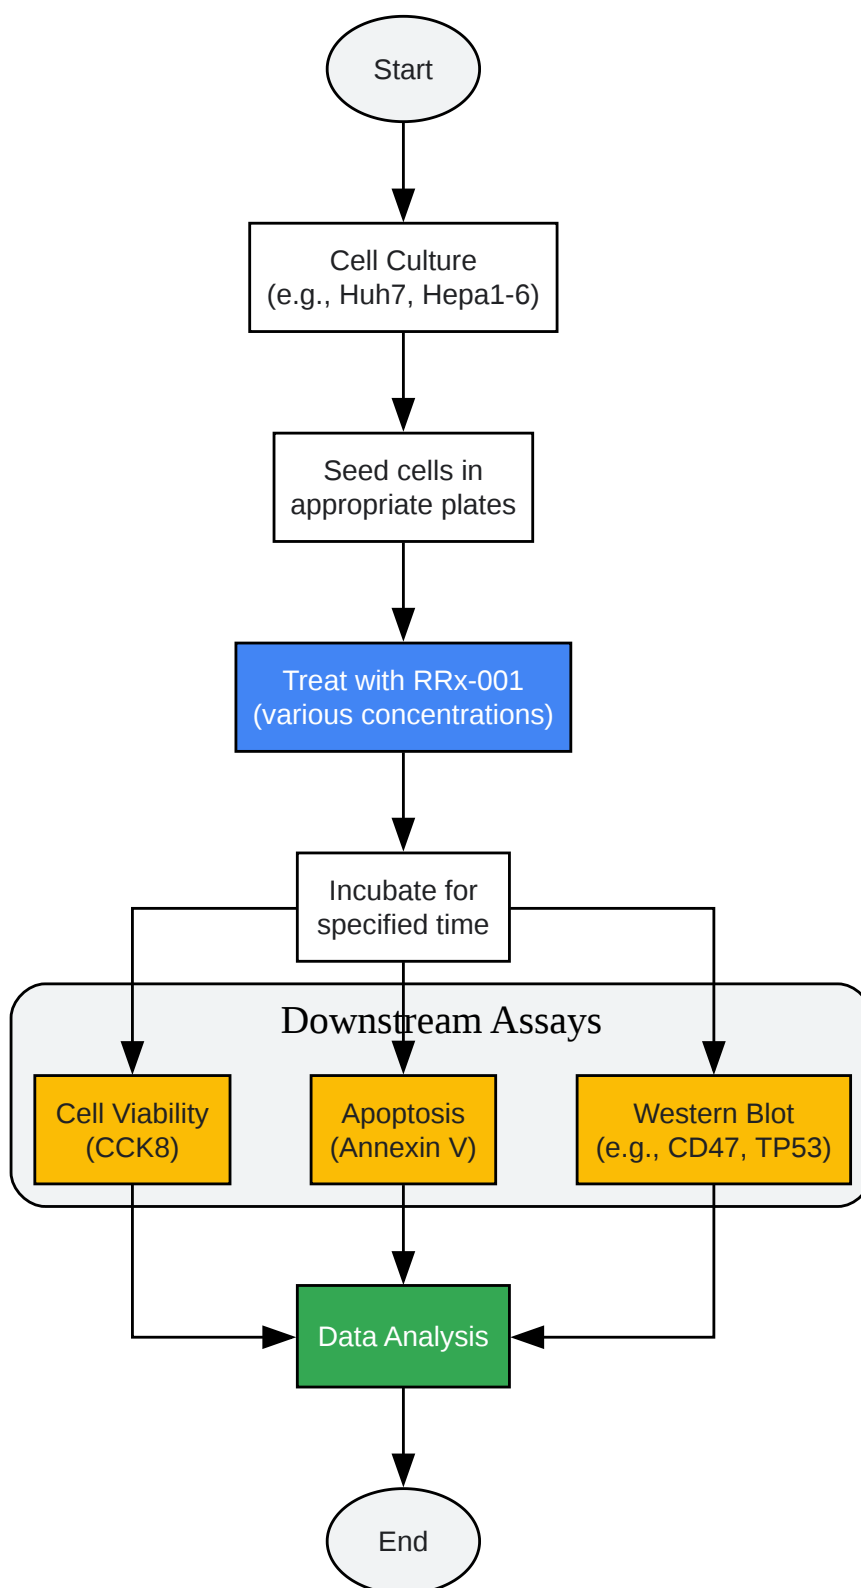 Start
Cell Culture
(e.g., Huh7, Hepa1-6)
Seed cells in
appropriate plates
Treat with RRx-001
(various concentrations)
Incubate for
specified time
Downstream Assays
Cell Viability
(CCK8)
Apoptosis
(Annexin V)
Western Blot
(e.g., CD47, TP53)
Data Analysis
End